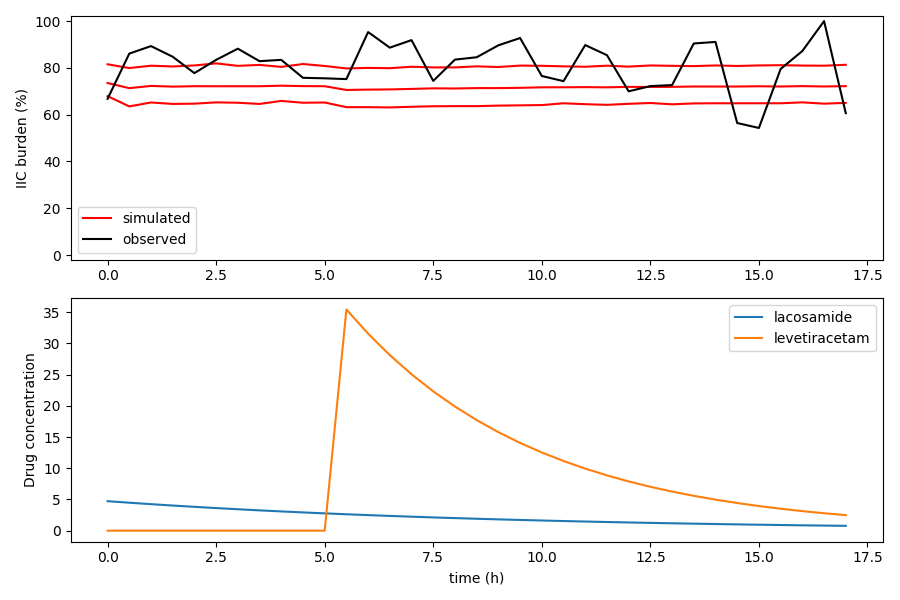 IIC burden (%)
100
80
60
40
20
0
simulated
observed
0.0 2.5 5.0 7.5 10.0 12.5 15.0 17.5
Drug concentration
35
30
25
20
15
10
5
0
lacosamide
levetiracetam
0.0 2.5 5.0 7.5 10.0 12.5 15.0 17.5
time (h)